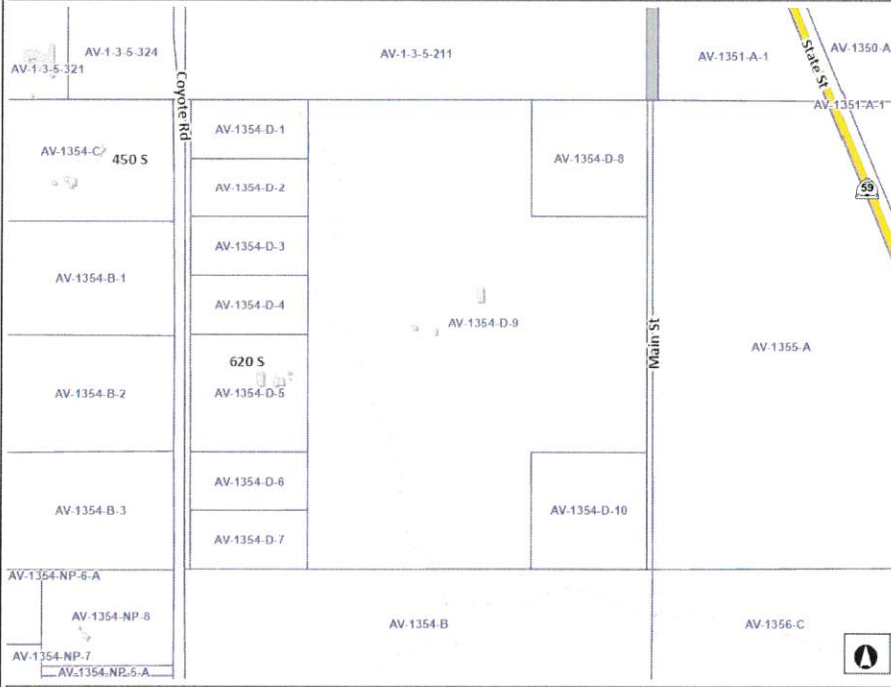 AV-1-3-5-324
AV-1-3-5-321
AV-1-3-5-211
AV-1351-A-1
AV-1350-A
State St
AV-1351-A-1
Coyote Rd
59
AV-1354-C
450 S
AV-1354-D-1
AV-1354-D-2
AV-1354-D-8
AV-1354-D-3
AV-1354-B-1
AV-1354-D-4
AV-1354-D-9
Main St
AV-1355-A
620 S
AV-1354-B-2
AV-1354-D-5
AV-1354-D-6
AV-1354-B-3
AV-1354-D-10
AV-1354-D-7
AV-1354-NP-6-A
AV-1354-NP-8
AV-1354-B
AV-1356-C
AV-1354-NP-7
AV-1354-NP-5-A